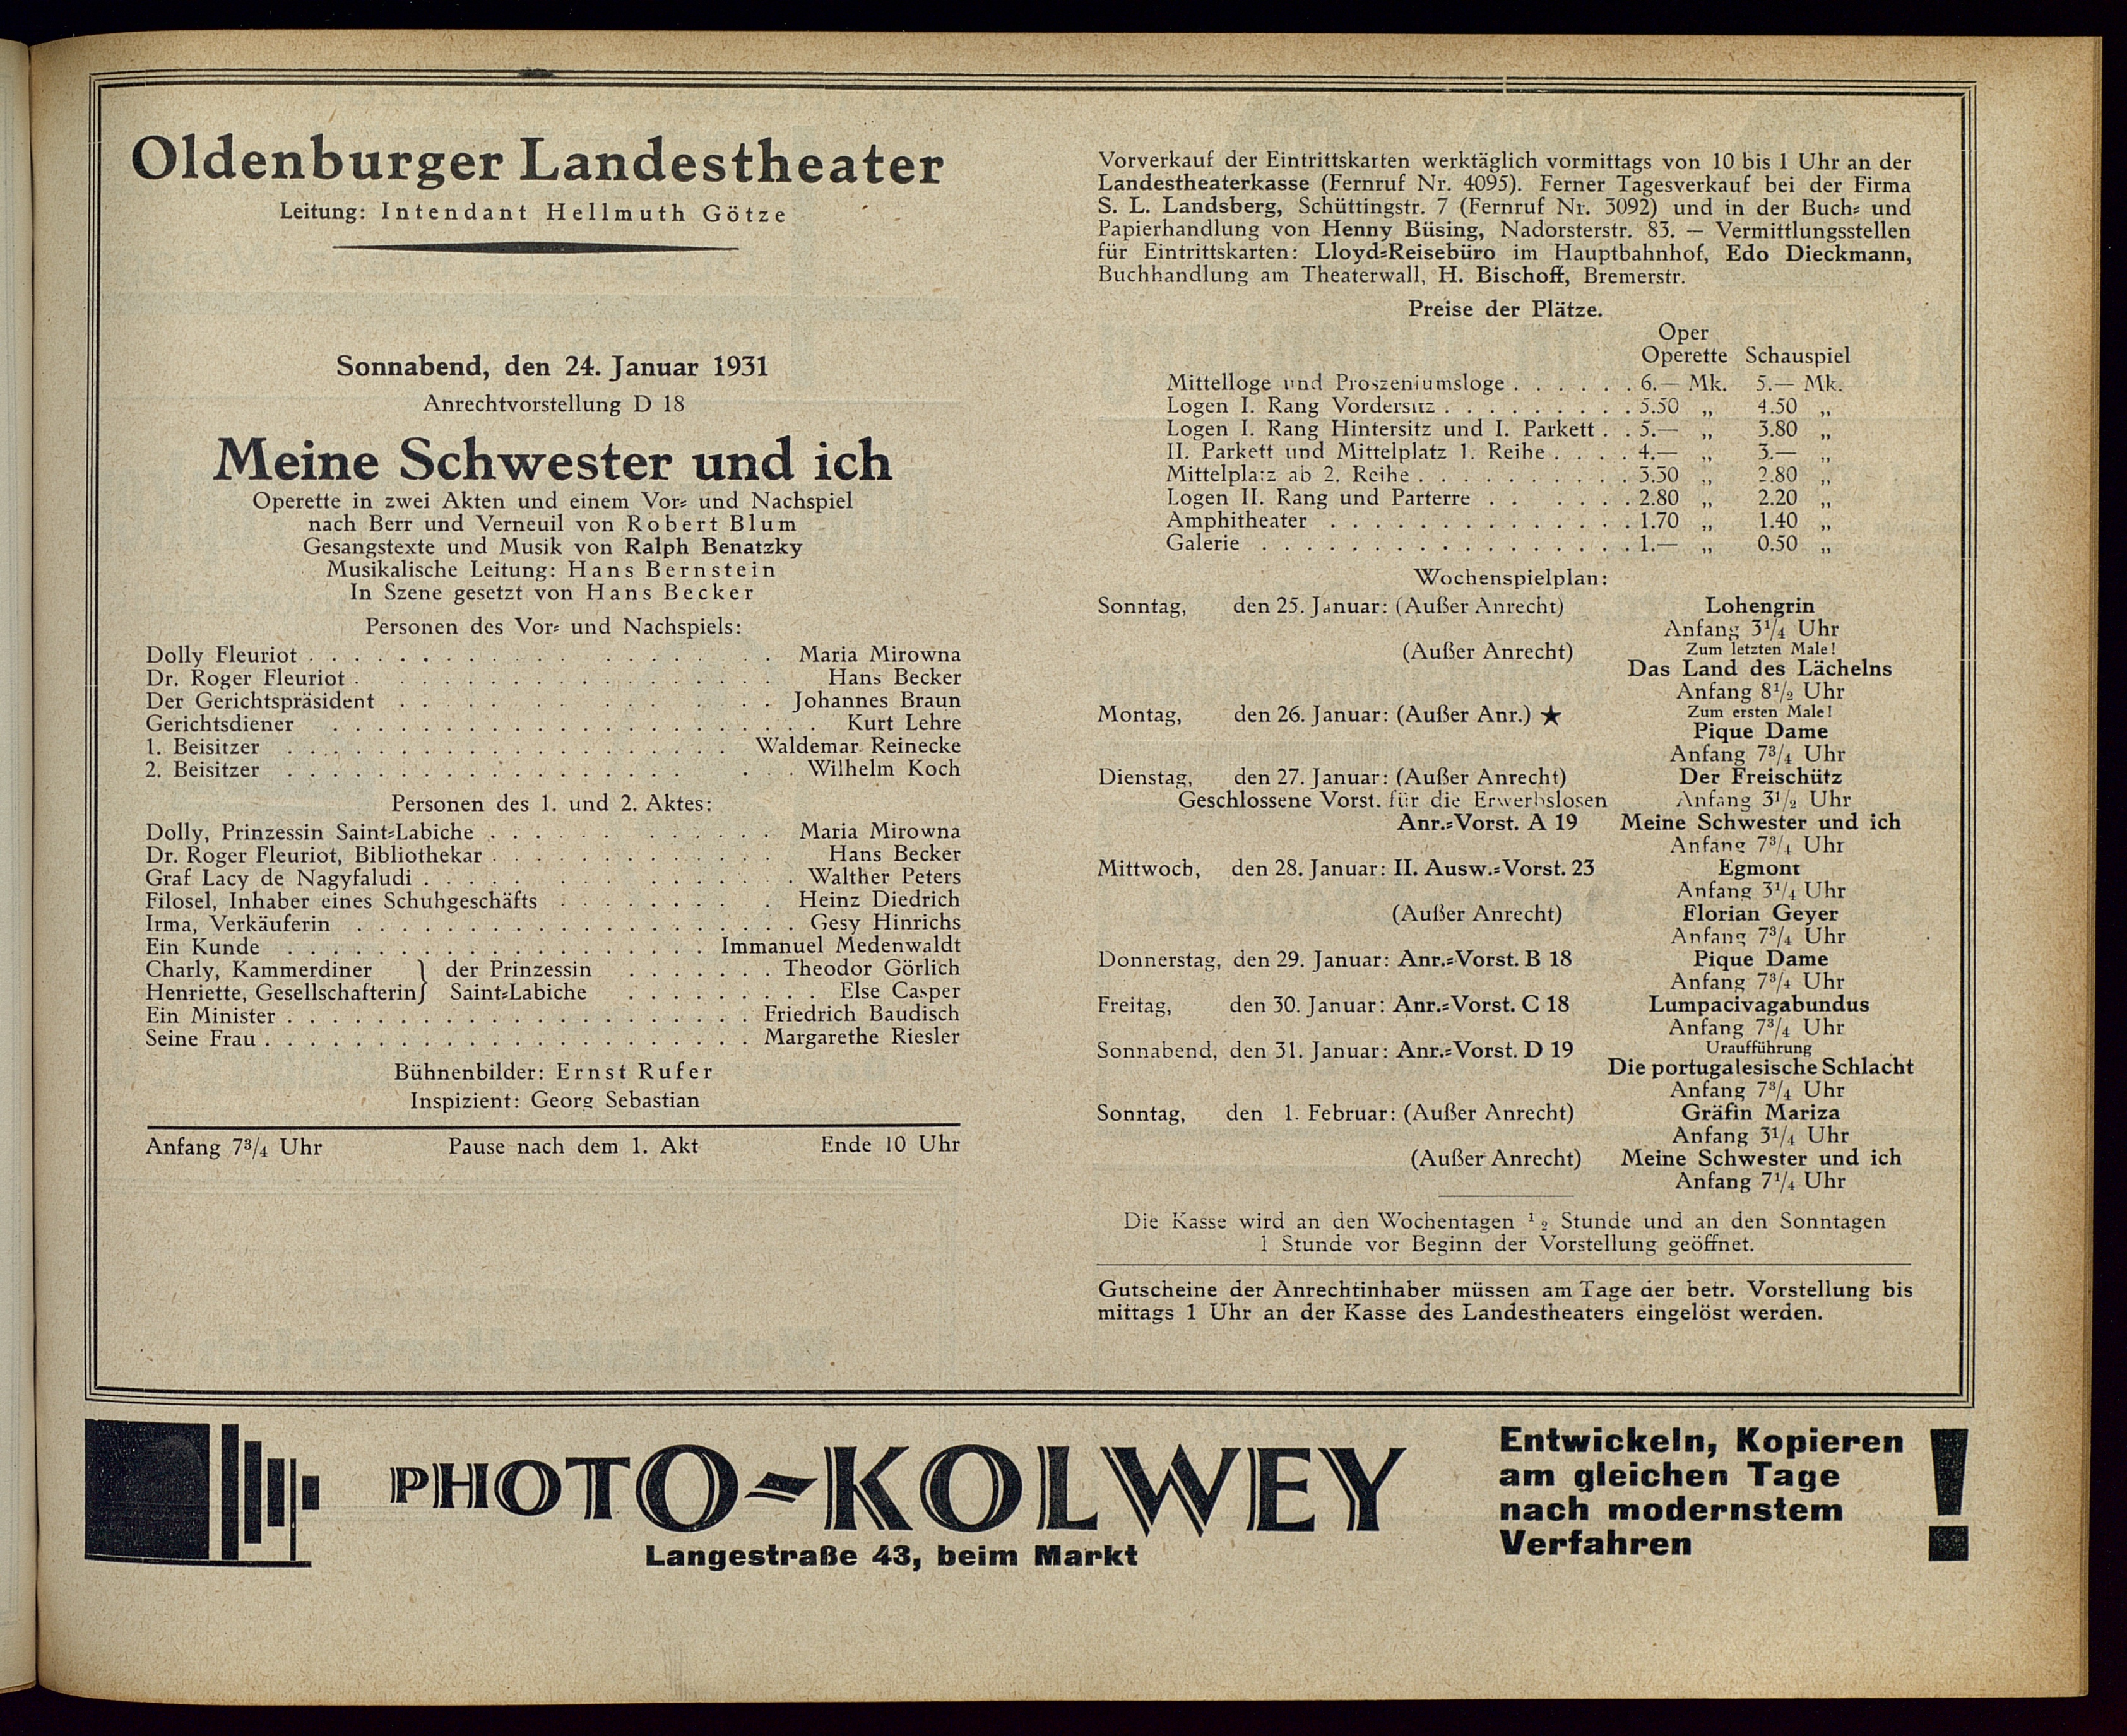 Oldenburger Landestheater
Leitung: Intendant Hellmuth Götze
Sonnabend, den 24. Januar 1931
Anrechtvorstellung D 18
Meine Schwester und ich
Operette in zwei Akten und einem Vor= und Nachspiel
nach Berr und Verneuil von Robert Blum
Gesangstexte und Musik von Ralph Benatzky
Musikalische Leitung: Hans Bernstein
In Szene gesetzt von Hans Becker
Personen des Vor= und Nachspiels:
Dolly Fleuriot . . . . . Maria Mirowna
Dr. Roger Fleuriot . . . . . Hans Becker
Der Gerichtspräsident . . . . . Johannes Braun
Gerichtsdiener . . . . . Kurt Lehre
1. Beisitzer . . . . . Waldemar Reinecke
2. Beisitzer . . . . . Wilhelm Koch
Personen des 1. und 2. Aktes:
Dolly, Prinzessin Saint=Labiche . . . . . Maria Mirowna
Dr. Roger Fleuriot, Bibliothekar . . . . . Hans Becker
Graf Lacy de Nagyfaludi . . . . . Walther Peters
Filosel, Inhaber eines Schuhgeschäfts . . . . . Heinz Diedrich
Irma, Verkäuferin . . . . . Gesy Hinrichs
Ein Kunde . . . . . Immanuel Medenwaldt
Charly, Kammerdiner } der Prinzessin . . . . . Theodor Görlich
Henriette, Gesellschafterin } Saint=Labiche . . . . . Else Casper
Ein Minister . . . . . Friedrich Baudisch
Seine Frau . . . . . Margarethe Riesler
Bühnenbilder: Ernst Rufer
Inspizient: Georg Sebastian
Anfang 7³/₄ Uhr Pause nach dem 1. Akt Ende 10 Uhr
Vorverkauf der Eintrittskarten werktäglich vormittags von 10 bis 1 Uhr an der
Landestheaterkasse (Fernruf Nr. 4095). Ferner Tagesverkauf bei der Firma
S. L. Landsberg, Schüttingstr. 7 (Fernruf Nr. 3092) und in der Buch= und
Papierhandlung von Henny Büsing, Nadorsterstr. 83. — Vermittlungsstellen
für Eintrittskarten: Lloyd=Reisebüro im Hauptbahnhof, Edo Dieckmann,
Buchhandlung am Theaterwall, H. Bischoff, Bremerstr.
Preise der Plätze.
Oper
Operette Schauspiel
Mittelloge und Proszeniumsloge . . . . . 6.— Mk. 5.— Mk.
Logen I. Rang Vordersitz . . . . . 5.50 „ 4.50 „
Logen I. Rang Hintersitz und I. Parkett . . 5.— „ 3.80 „
II. Parkett und Mittelplatz 1. Reihe . . . . 4.— „ 3.— „
Mittelplatz ab 2. Reihe . . . . . 3.50 „ 2.80 „
Logen II. Rang und Parterre . . . . . 2.80 „ 2.20 „
Amphitheater . . . . . 1.70 „ 1.40 „
Galerie . . . . . 1.— „ 0.50 „
Wochenspielplan:
Sonntag, den 25. Januar: (Außer Anrecht) Lohengrin
Anfang 3¹/₄ Uhr
(Außer Anrecht) Zum letzten Male!
Das Land des Lächelns
Anfang 8¹/₂ Uhr
Montag, den 26. Januar: (Außer Anr.) ★ Zum ersten Male!
Pique Dame
Anfang 7³/₄ Uhr
Dienstag, den 27. Januar: (Außer Anrecht) Der Freischütz
Geschlossene Vorst. für die Erwerbslosen Anfang 3¹/₂ Uhr
Anr.=Vorst. A 19 Meine Schwester und ich
Anfang 7³/₄ Uhr
Mittwoch, den 28. Januar: II. Ausw.=Vorst. 23 Egmont
Anfang 3¹/₄ Uhr
(Außer Anrecht) Florian Geyer
Anfang 7³/₄ Uhr
Donnerstag, den 29. Januar: Anr.=Vorst. B 18 Pique Dame
Anfang 7³/₄ Uhr
Freitag, den 30. Januar: Anr.=Vorst. C 18 Lumpacivagabundus
Anfang 7³/₄ Uhr
Sonnabend, den 31. Januar: Anr.=Vorst. D 19 Uraufführung
Die portugalesische Schlacht
Anfang 7³/₄ Uhr
Sonntag, den 1. Februar: (Außer Anrecht) Gräfin Mariza
Anfang 3¹/₄ Uhr
(Außer Anrecht) Meine Schwester und ich
Anfang 7¹/₄ Uhr
Die Kasse wird an den Wochentagen ¹/₂ Stunde und an den Sonntagen
1 Stunde vor Beginn der Vorstellung geöffnet.
Gutscheine der Anrechtinhaber müssen am Tage der betr. Vorstellung bis
mittags 1 Uhr an der Kasse des Landestheaters eingelöst werden.
PHOTO-KOLWEY
Langestraße 43, beim Markt
Entwickeln, Kopieren
am gleichen Tage
nach modernstem
Verfahren !